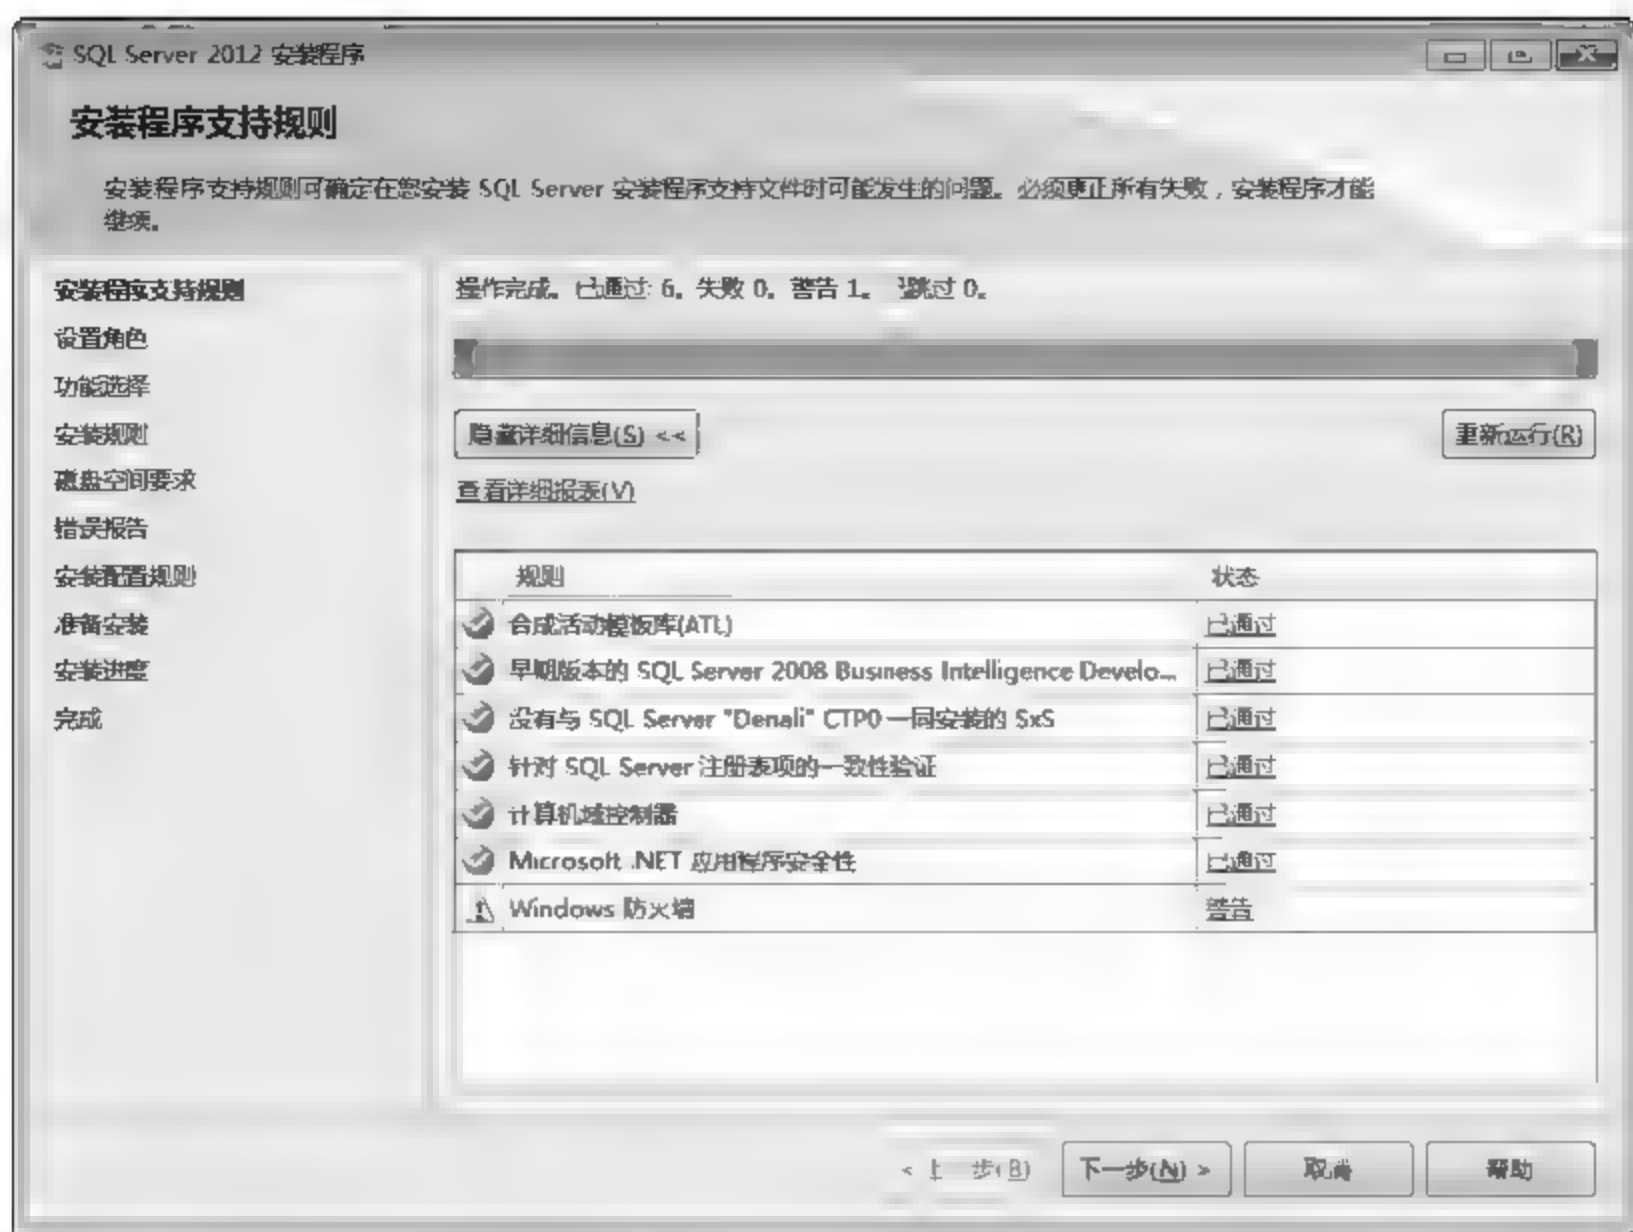 SQL Server 2012 安装程序
安装程序支持规则
安装程序支持规则可确定在您安装 SQL Server 安装程序支持文件时可能发生的问题。必须更正所有失败，安装程序才能
继续。
安装程序支持规则
设置角色
功能选择
安装规则
磁盘空间要求
错误报告
安装配置规则
准备安装
安装进度
完成
操作完成。已通过: 6。失败 0。警告 1。 跳过 0。
隐藏详细信息(S) <<
重新运行(R)
查看详细报表(V)
规则 状态
合成活动模板库(ATL) 已通过
早期版本的 SQL Server 2008 Business Intelligence Develo... 已通过
没有与 SQL Server "Denali" CTP0 一同安装的 SxS 已通过
针对 SQL Server 注册表项的一致性验证 已通过
计算机域控制器 已通过
Microsoft .NET 应用程序安全性 已通过
Windows 防火墙 警告
< 上一步(B) 下一步(N) > 取消 帮助